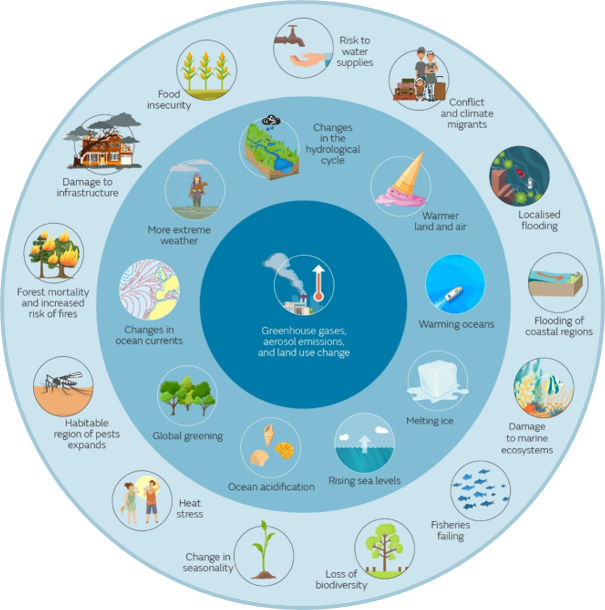 Risk to
water
supplies
Conflict
and climate
migrants
Localised
flooding
Flooding of
coastal regions
Damage
to marine
ecosystems
Fisheries
failing
Loss of
biodiversity
Change in
seasonality
Heat
stress
Habitable
region of pests
expands
Forest mortality
and increased
risk of fires
Damage to
infrastructure
Food
insecurity
Changes
in the
hydrological
cycle
Warmer
land and air
Warming oceans
Melting ice
Rising sea levels
Ocean acidification
Global greening
Changes in
ocean currents
More extreme
weather
Greenhouse gases,
aerosol emissions,
and land use change